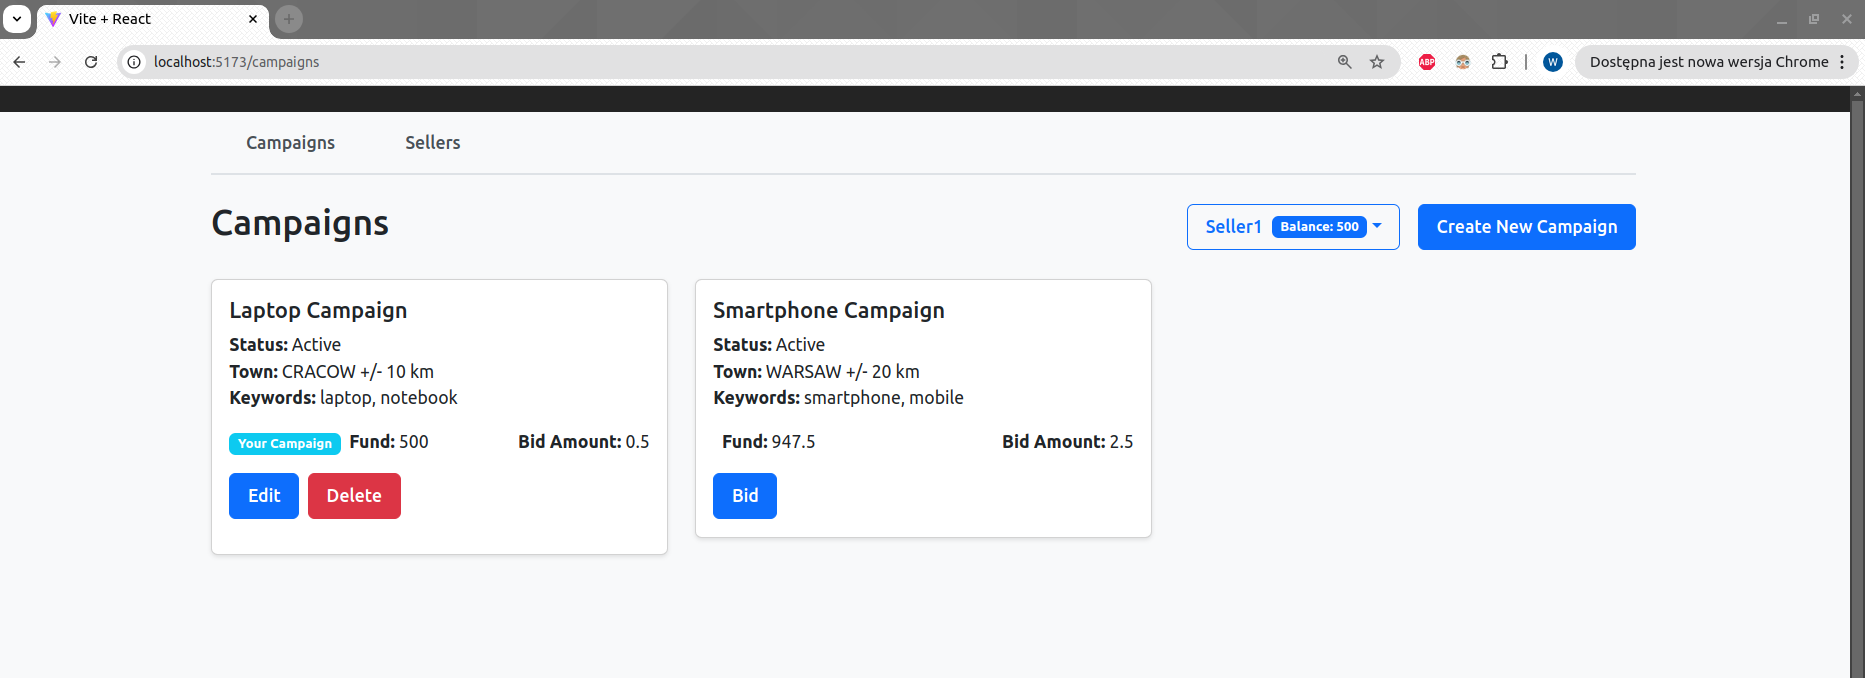 Vite + React
localhost:5173/campaigns
ABP
W
Dostępna jest nowa wersja Chrome
Campaigns Sellers
Campaigns
Seller1 Balance: 500
Create New Campaign
Laptop Campaign
Status: Active
Town: CRACOW +/- 10 km
Keywords: laptop, notebook
Your Campaign Fund: 500 Bid Amount: 0.5
Edit Delete
Smartphone Campaign
Status: Active
Town: WARSAW +/- 20 km
Keywords: smartphone, mobile
Fund: 947.5 Bid Amount: 2.5
Bid